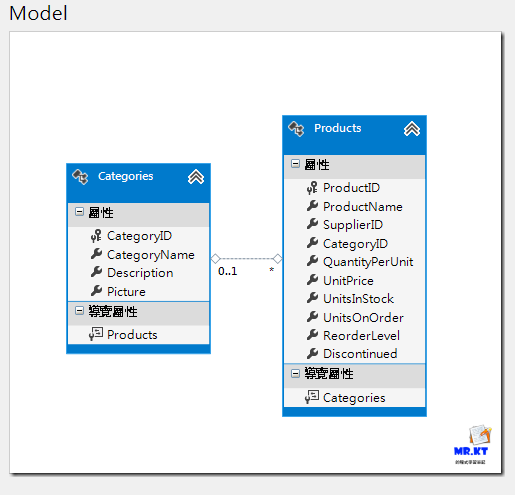 Model
Categories
屬性
CategoryID
CategoryName
Description
Picture
導覽屬性
Products
0..1
*
Products
屬性
ProductID
ProductName
SupplierID
CategoryID
QuantityPerUnit
UnitPrice
UnitsInStock
UnitsOnOrder
ReorderLevel
Discontinued
導覽屬性
Categories
MR.KT